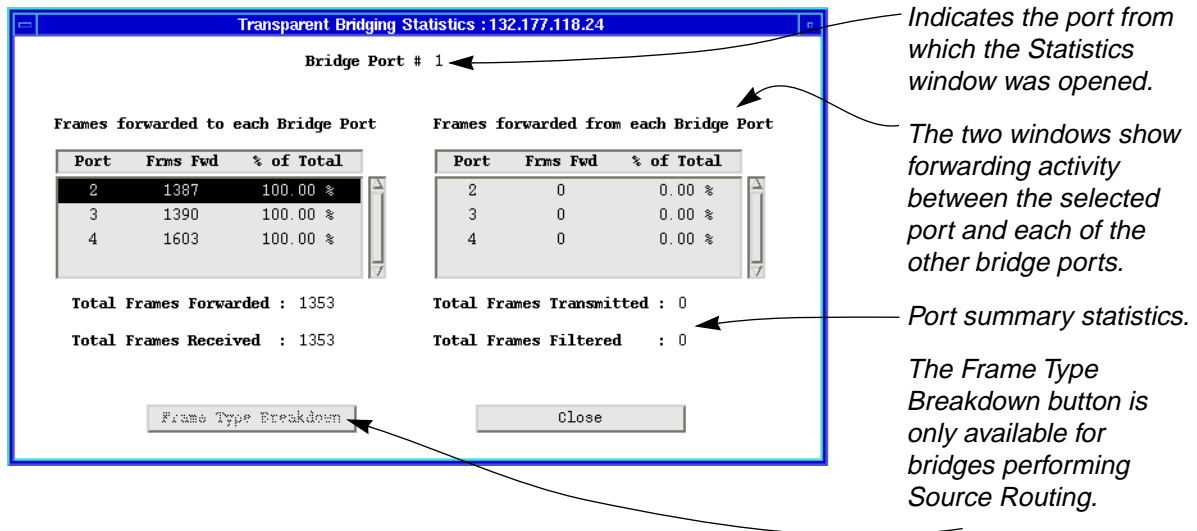 Transparent Bridging Statistics : 132.177.118.24
Bridge Port # 1
Frames forwarded to each Bridge Port
Port Frms Fwd % of Total
2 1387 100.00 %
3 1390 100.00 %
4 1603 100.00 %
Total Frames Forwarded : 1353
Total Frames Received : 1353
Frames forwarded from each Bridge Port
Port Frms Fwd % of Total
2 0 0.00 %
3 0 0.00 %
4 0 0.00 %
Total Frames Transmitted : 0
Total Frames Filtered : 0
Frame Type Breakdown
Close
Indicates the port from
which the Statistics
window was opened.
The two windows show
forwarding activity
between the selected
port and each of the
other bridge ports.
Port summary statistics.
The Frame Type
Breakdown button is
only available for
bridges performing
Source Routing.